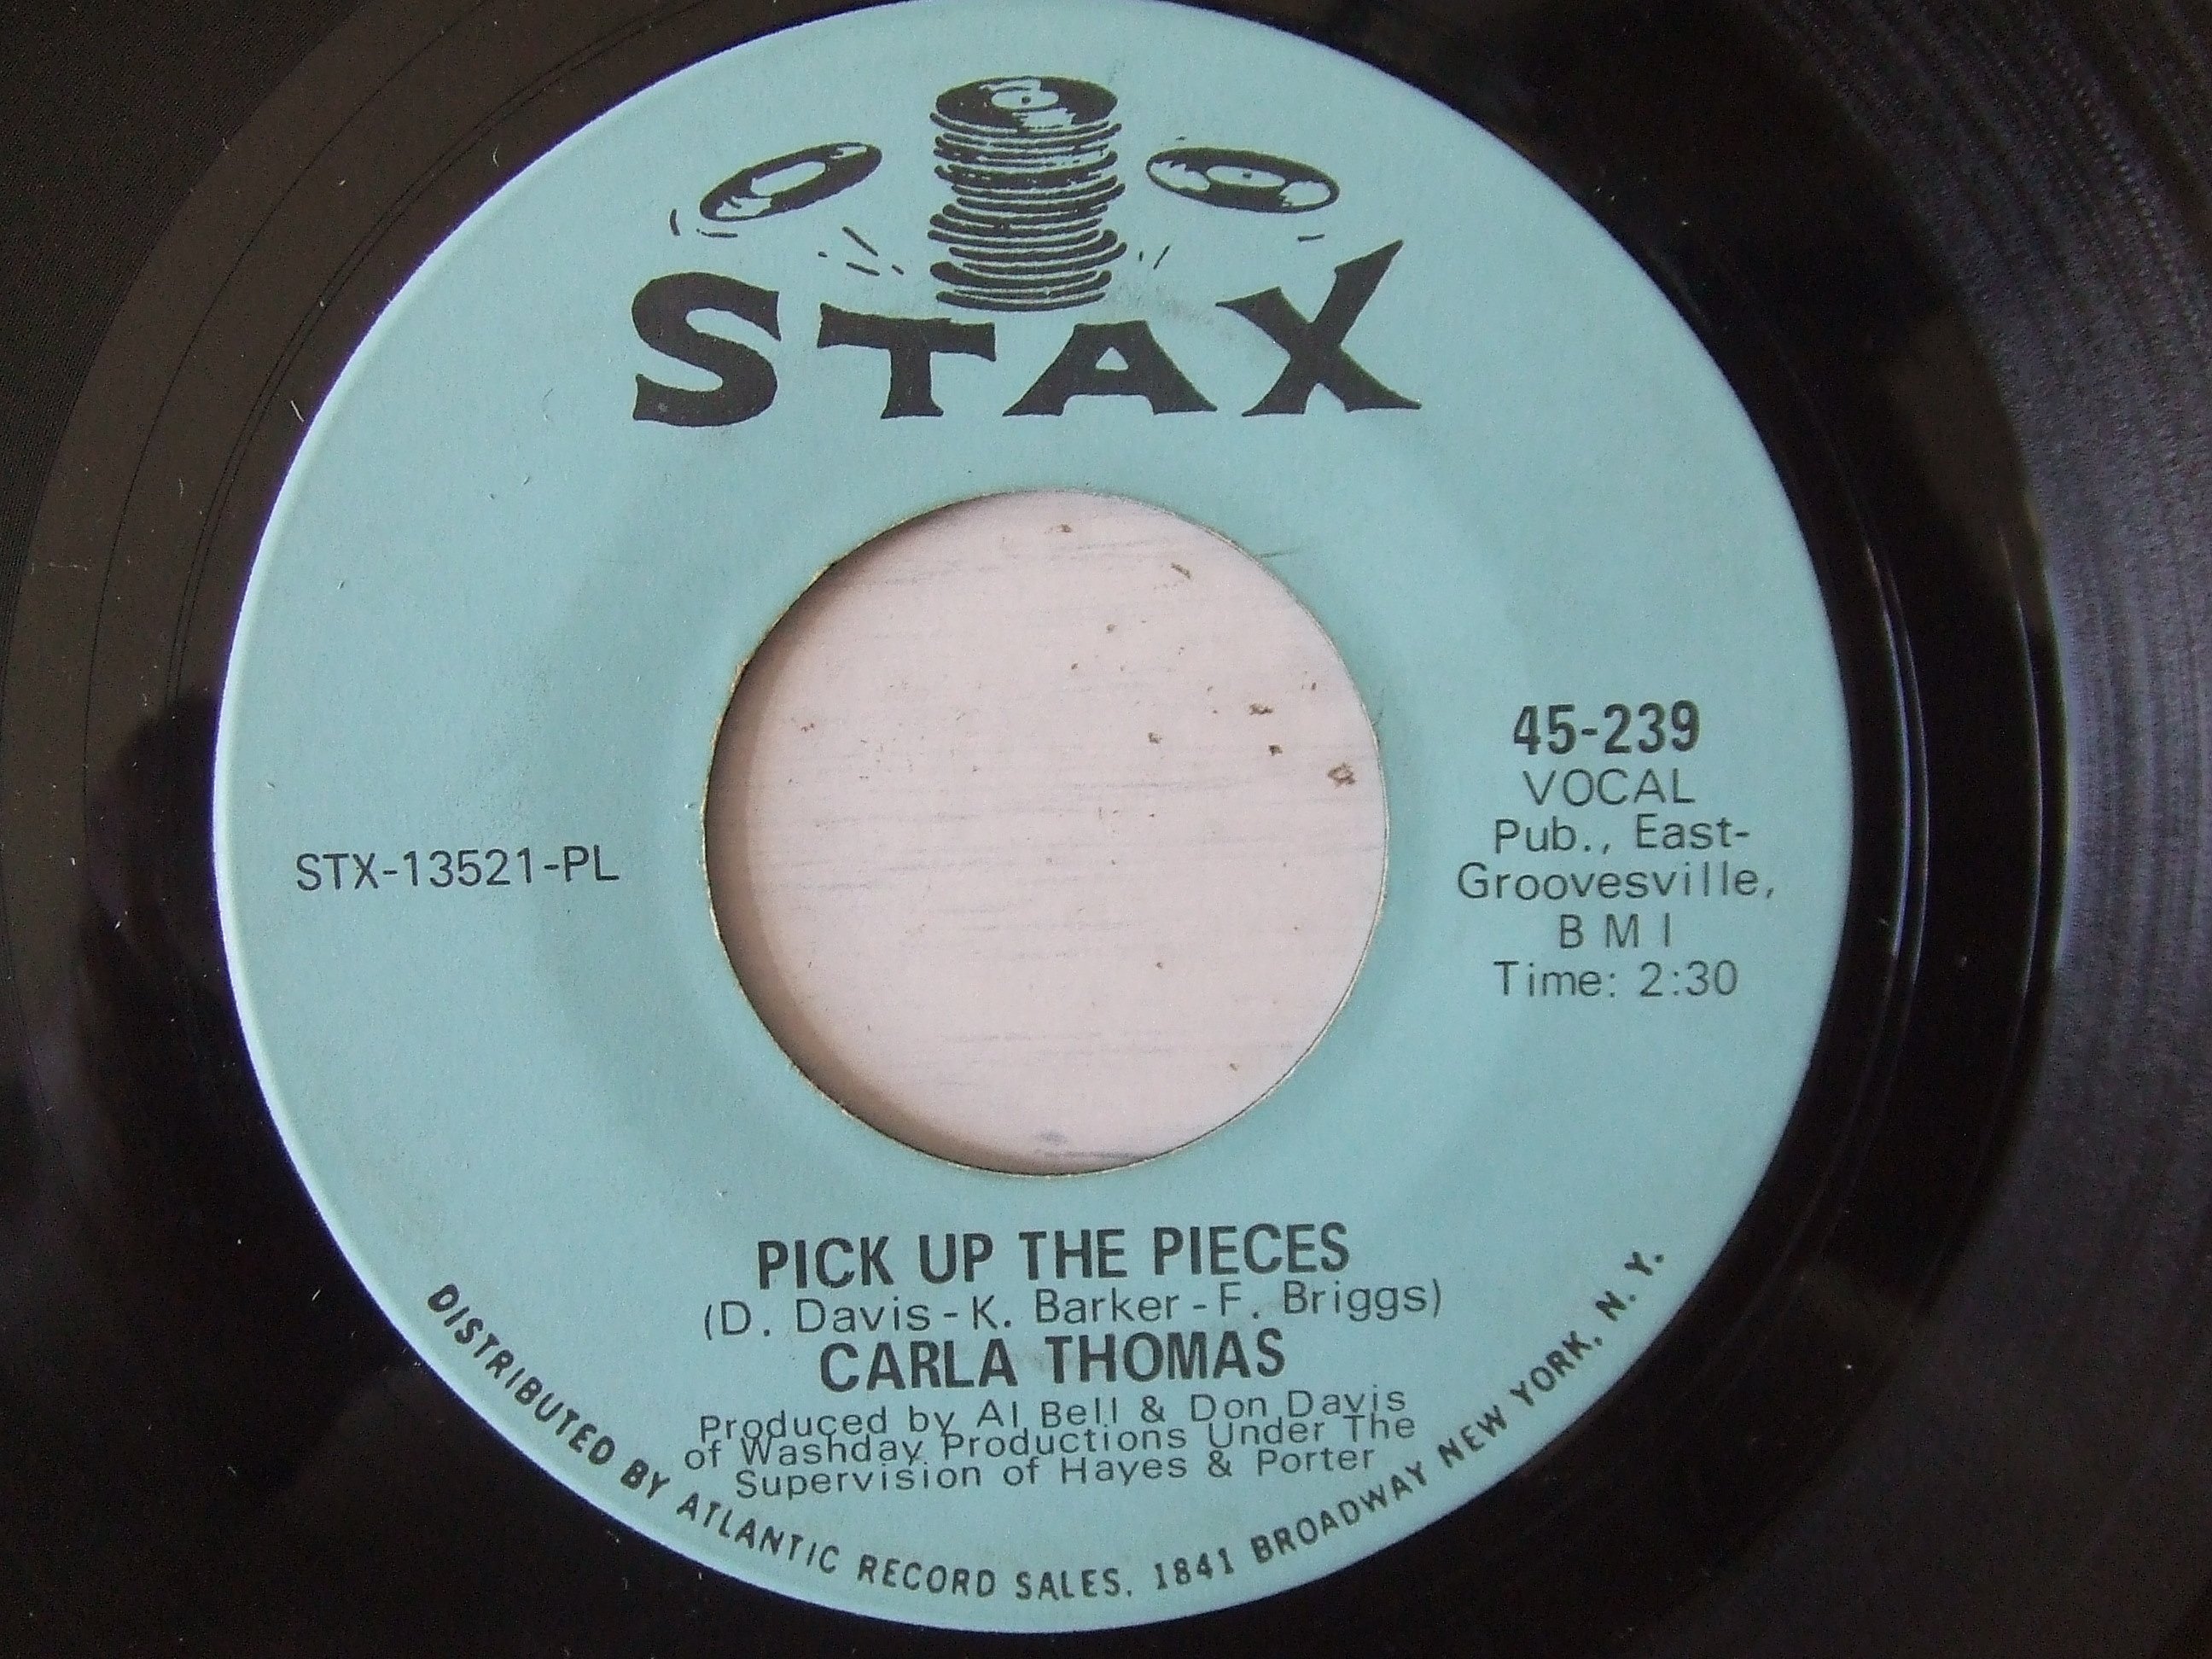 STAX
45-239
VOCAL
Pub., East-
Groovesville,
B M I
Time: 2:30
STX-13521-PL
PICK UP THE PIECES
(D. Davis-K. Barker-F. Briggs)
CARLA THOMAS
Produced by Al Bell & Don Davis
of Washday Productions Under The
Supervision of Hayes & Porter
DISTRIBUTED BY ATLANTIC RECORD SALES, 1841 BROADWAY NEW YORK, N. Y.